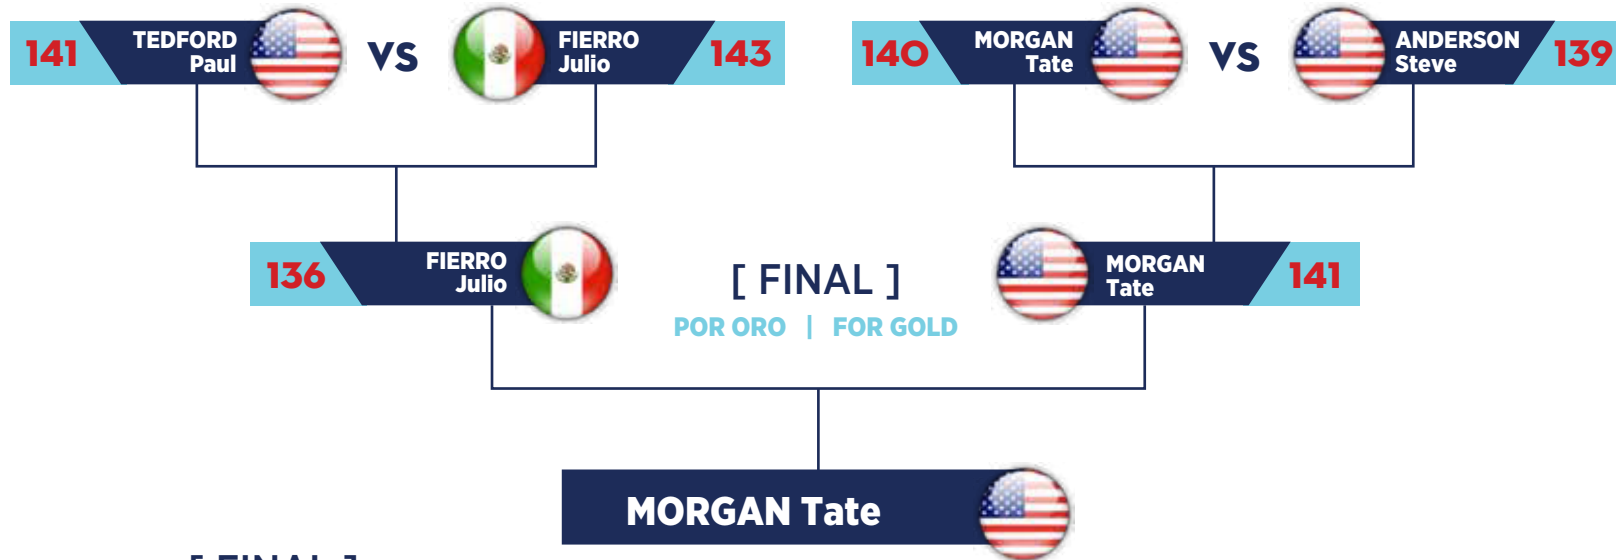 141 TEDFORD Paul VS FIERRO Julio 143
140 MORGAN Tate VS ANDERSON Steve 139
136 FIERRO Julio
[ FINAL ]
POR ORO | FOR GOLD
MORGAN Tate 141
MORGAN Tate
[ FINAL ]